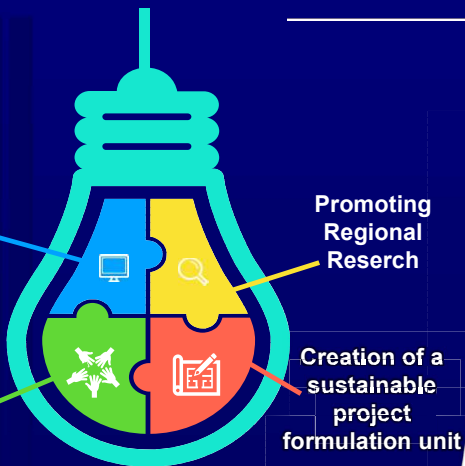 Promoting
Regional
Reserch
Creation of a
sustainable
project
formulation unit